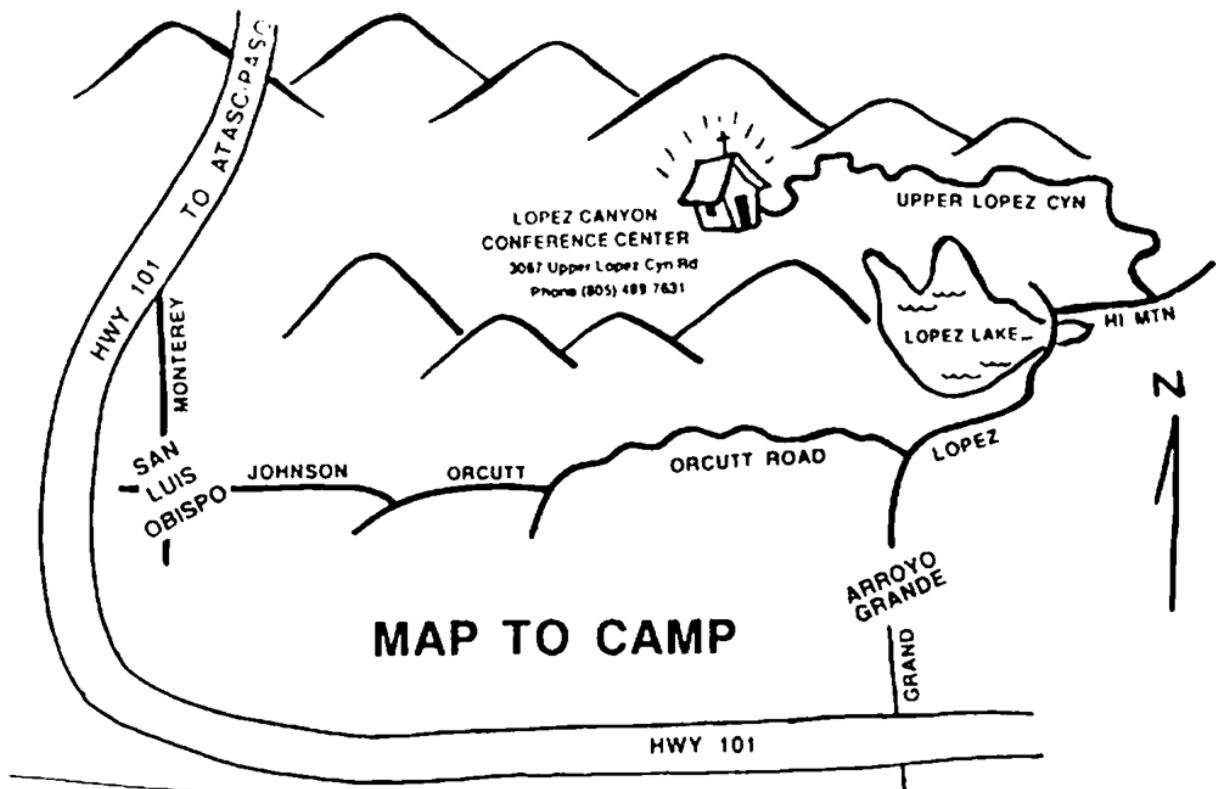 HWY 101 TO ATASC-PASO
LOPEZ CANYON
CONFERENCE CENTER
3067 Upper Lopez Cyn Rd
Phone (805) 489 7631
UPPER LOPEZ CYN
LOPEZ LAKE
HI MTN
N
MONTEREY
SAN
LUIS
OBISPO
JOHNSON
ORCUTT
ORCUTT ROAD
LOPEZ
ARROYO
GRANDE
GRAND
MAP TO CAMP
HWY 101